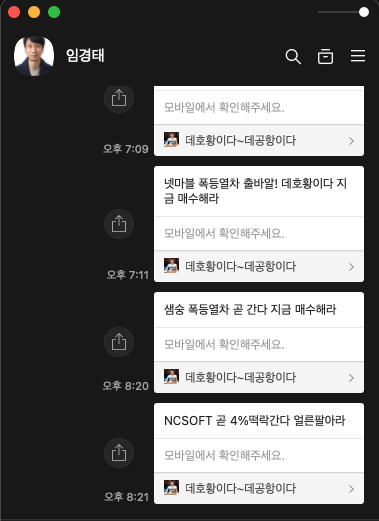 임경태
모바일에서 확인해주세요.
데호황이다~데공항이다
오후 7:09
넷마블 폭등열차 출바알! 데호황이다 지
금 매수해라
모바일에서 확인해주세요.
데호황이다~데공항이다
오후 7:11
샘숭 폭등열차 곧 간다 지금 매수해라
모바일에서 확인해주세요.
데호황이다~데공항이다
오후 8:20
NCSOFT 곧 4%떡락간다 얼른팔아라
모바일에서 확인해주세요.
데호황이다~데공항이다
오후 8:21